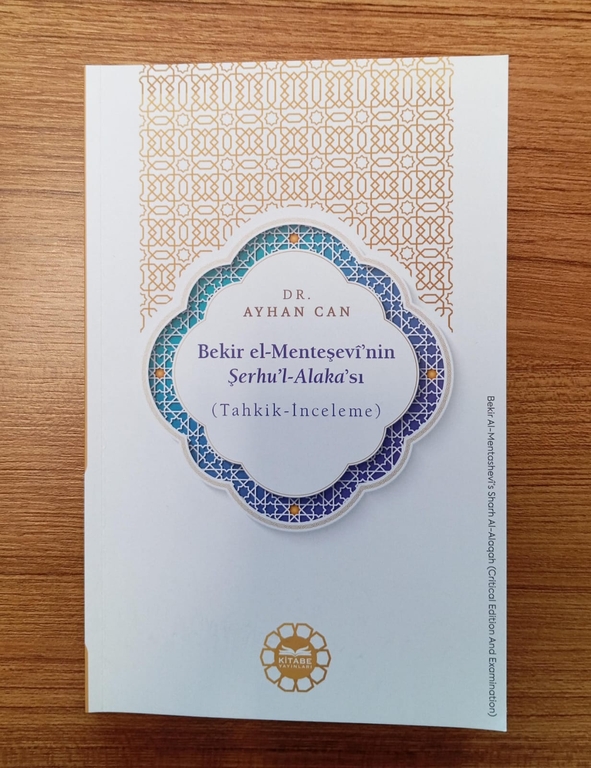 DR.
AYHAN CAN
Bekir el-Menteşevî'nin
Şerhu'l-Alaka'sı
(Tahkik-İnceleme)
Bekir Al-Mentashevî's Sharh Al-Alaqah (Critical Edition And Examination)
KİTABE
YAYINLARI